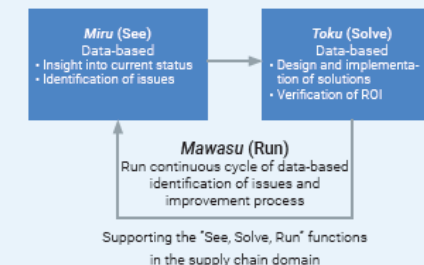 Miru (See)
Data-based
• Insight into current status
• Identification of issues
Toku (Solve)
Data-based
• Design and implementa-
tion of solutions
• Verification of ROI
Mawasu (Run)
Run continuous cycle of data-based
identification of issues and
improvement process
Supporting the "See, Solve, Run" functions
in the supply chain domain